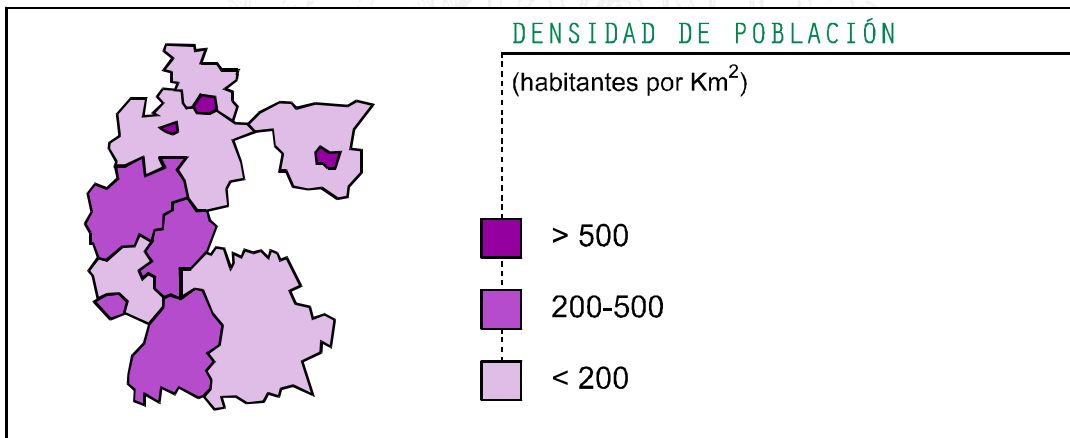 DENSIDAD DE POBLACIÓN
(habitantes por Km²)
> 500
200-500
< 200